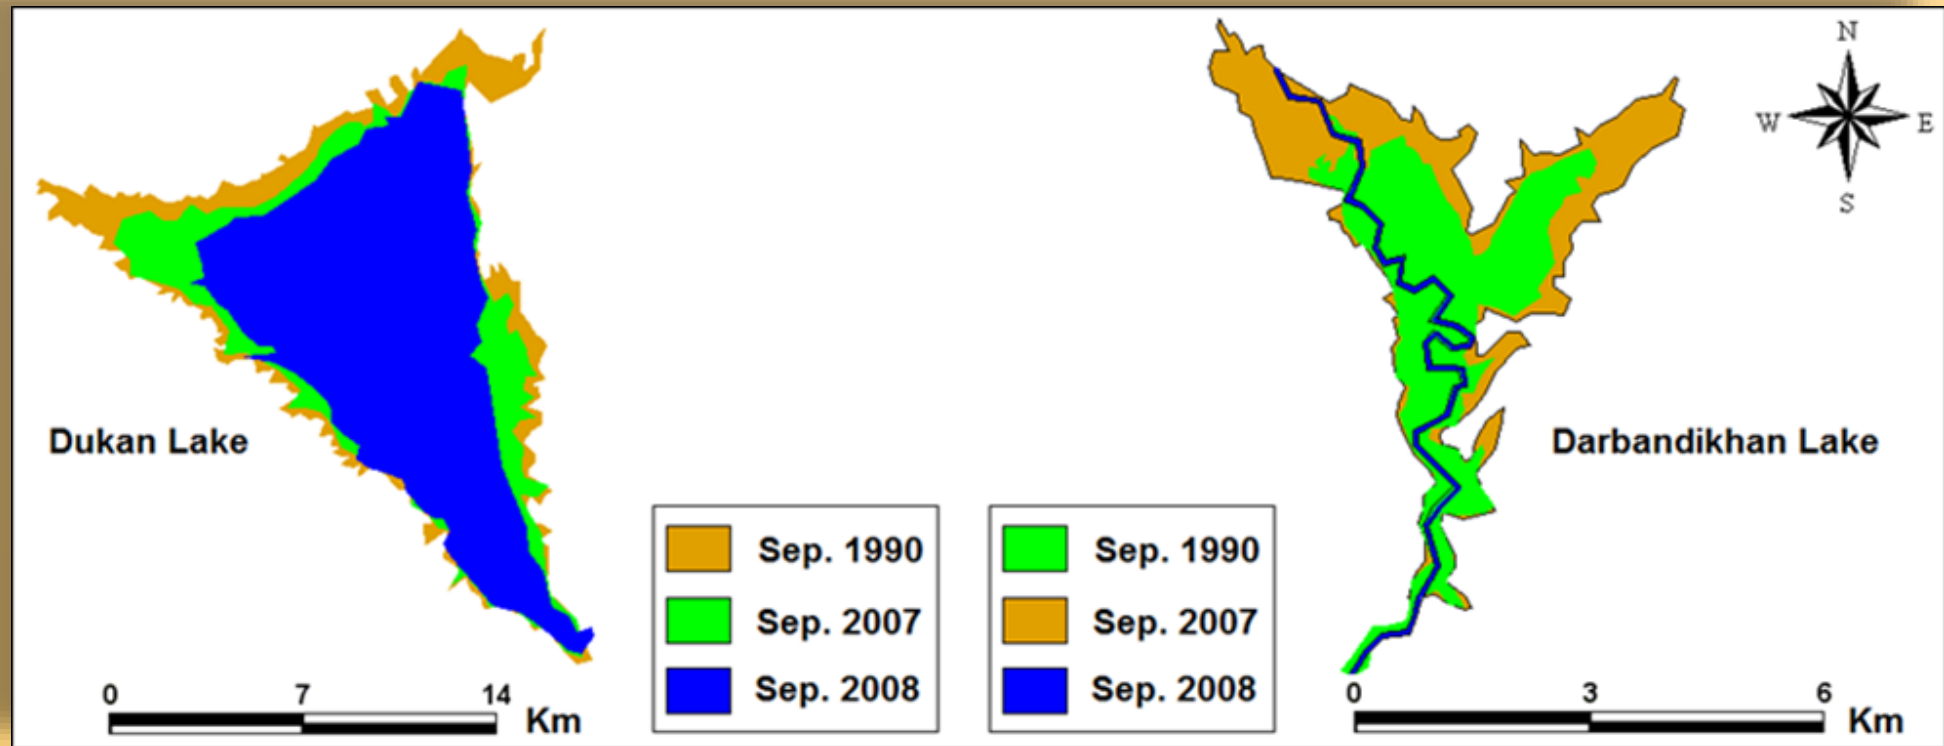 N
W E
S
Dukan Lake
Darbandikhan Lake
Sep. 1990
Sep. 2007
Sep. 2008
Sep. 1990
Sep. 2007
Sep. 2008
0 7 14 Km
0 3 6 Km